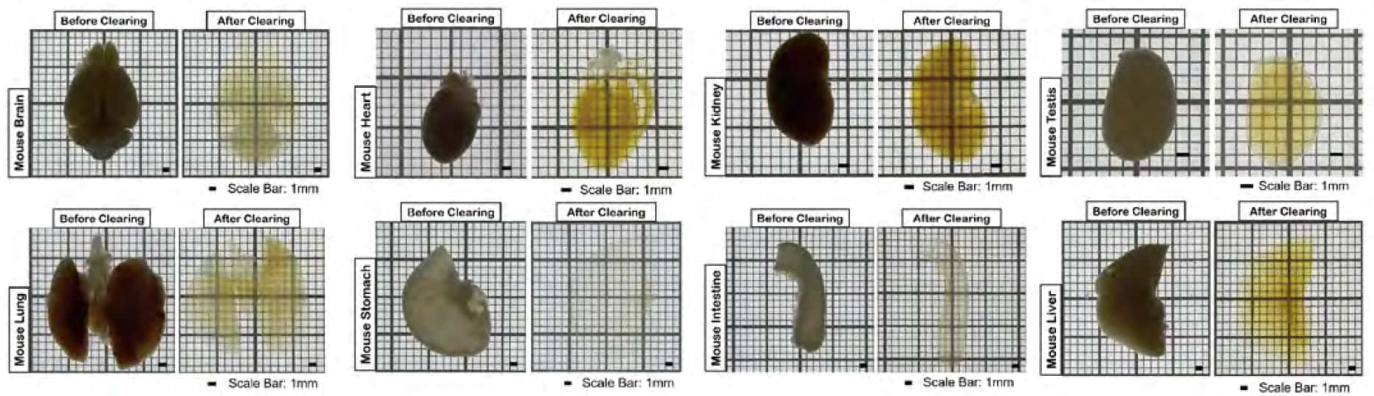 Before Clearing
After Clearing
Mouse Brain
Scale Bar: 1mm
Before Clearing
After Clearing
Mouse Heart
Scale Bar: 1mm
Before Clearing
After Clearing
Mouse Kidney
Scale Bar: 1mm
Before Clearing
After Clearing
Mouse Testis
Scale Bar: 1mm
Before Clearing
After Clearing
Mouse Lung
Scale Bar: 1mm
Before Clearing
After Clearing
Mouse Stomach
Scale Bar: 1mm
Before Clearing
After Clearing
Mouse Intestine
Scale Bar: 1mm
Before Clearing
After Clearing
Mouse Liver
Scale Bar: 1mm